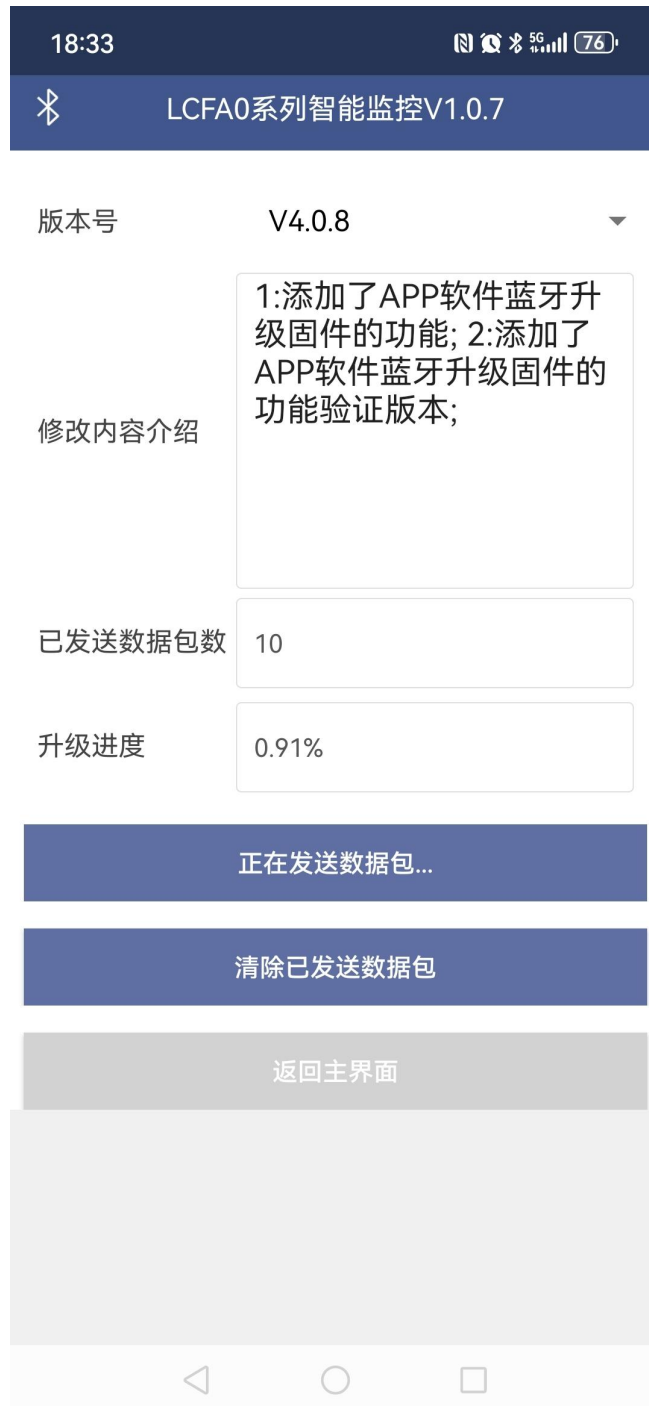 18:33
5G 76
LCFA0系列智能监控V1.0.7
版本号 V4.0.8
1:添加了APP软件蓝牙升
级固件的功能; 2:添加了
APP软件蓝牙升级固件的
功能验证版本;
修改内容介绍
已发送数据包数 10
升级进度 0.91%
正在发送数据包...
清除已发送数据包
返回主界面